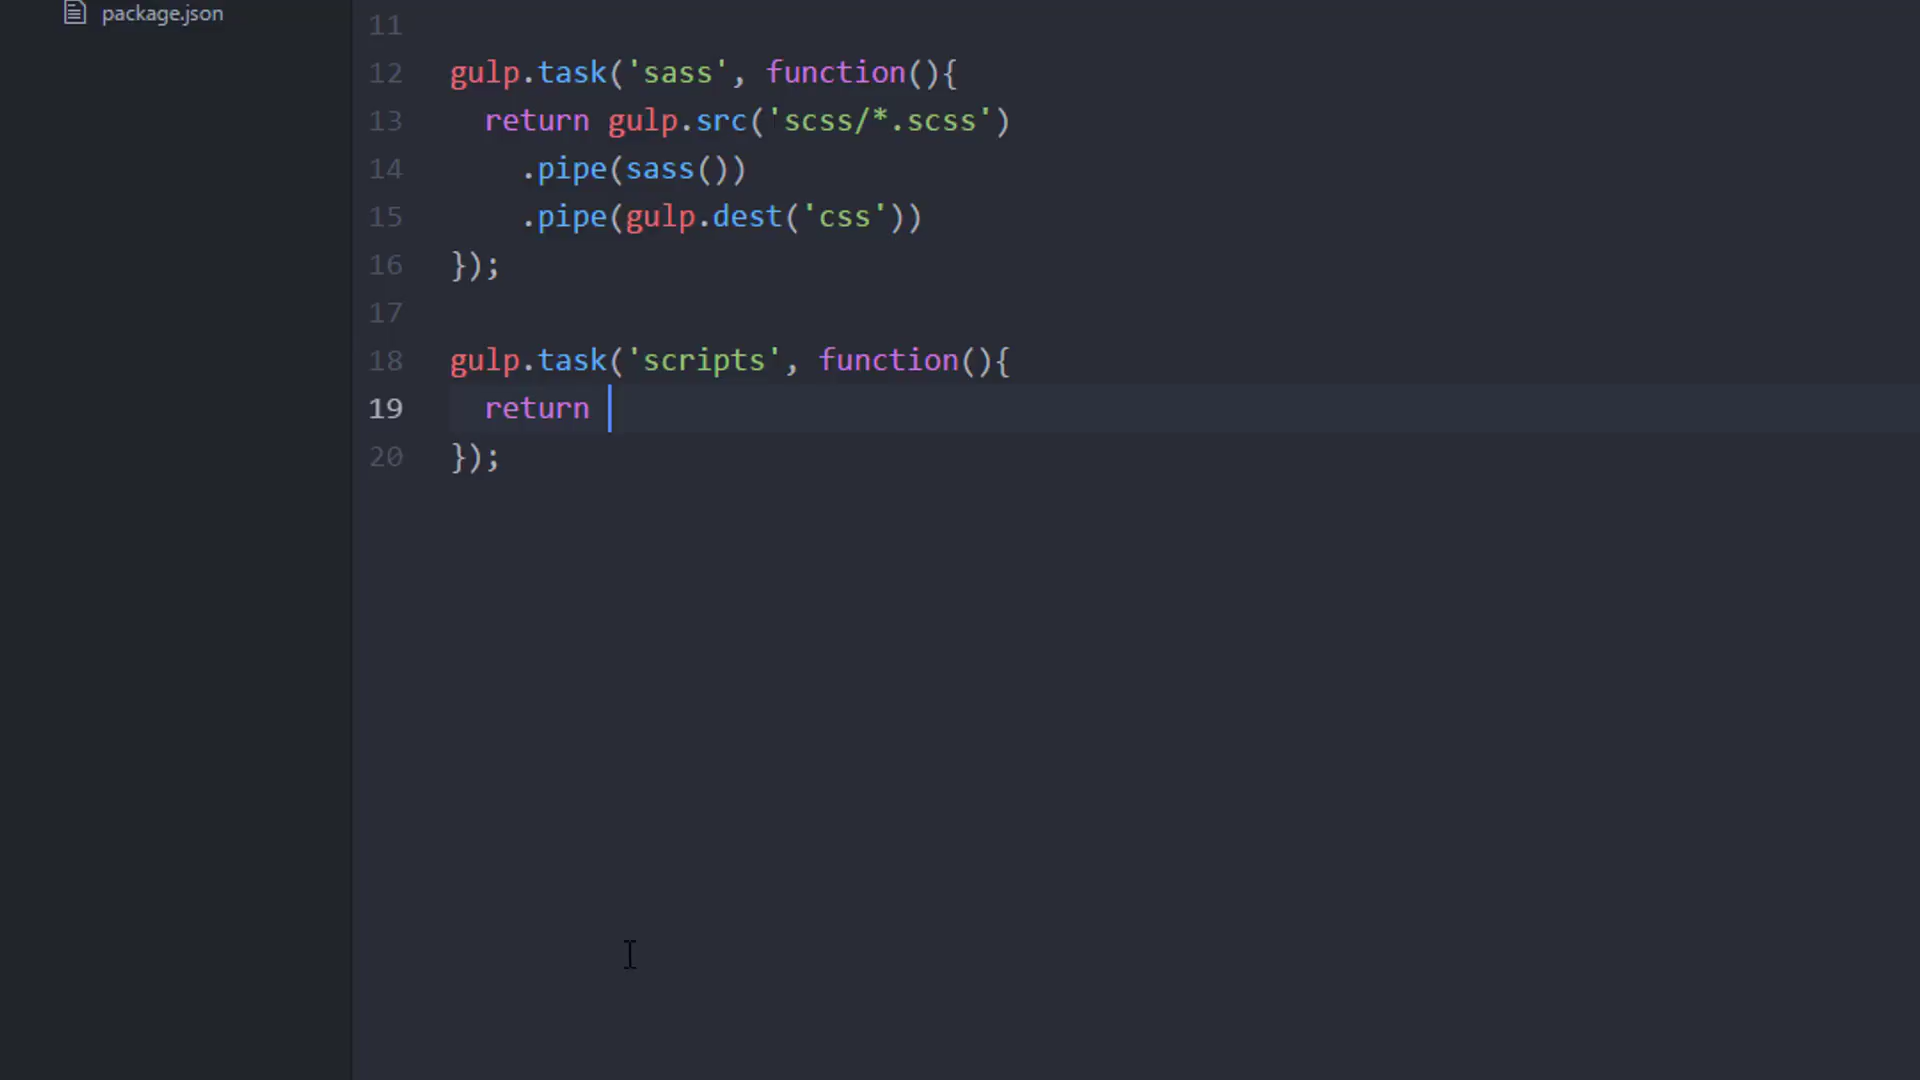 package.json
11
12 gulp.task('sass', function(){
13 return gulp.src('scss/*.scss')
14 .pipe(sass())
15 .pipe(gulp.dest('css'))
16 });
17
18 gulp.task('scripts', function(){
19 return
20 });